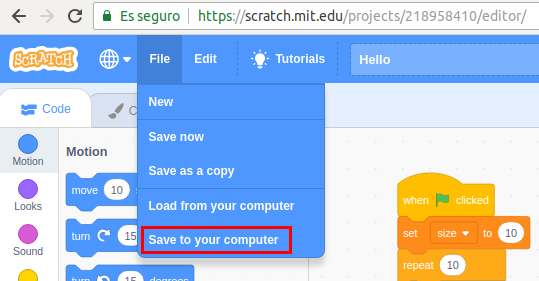 Es seguro | https://scratch.mit.edu/projects/218958410/editor/
SCRATCH File Edit Tutorials Hello
Code
New
Save now
Save as a copy
Load from your computer
Save to your computer
Motion
Looks
Sound
Motion
move 10
turn 15
turn 15 degrees
when clicked
set size to 10
repeat 10